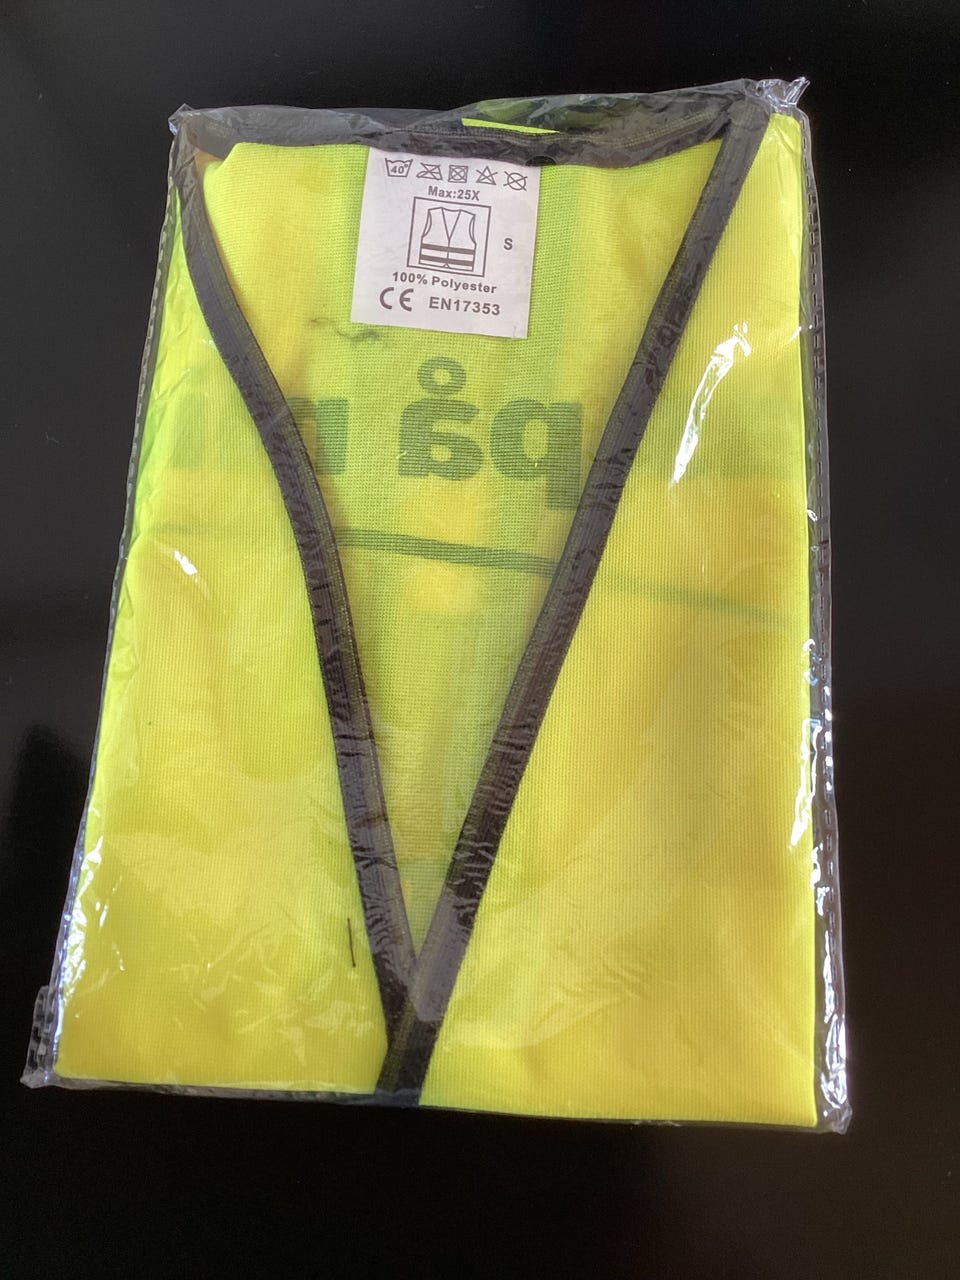 40°
Max:25X
S
100% Polyester
CE EN17353
på